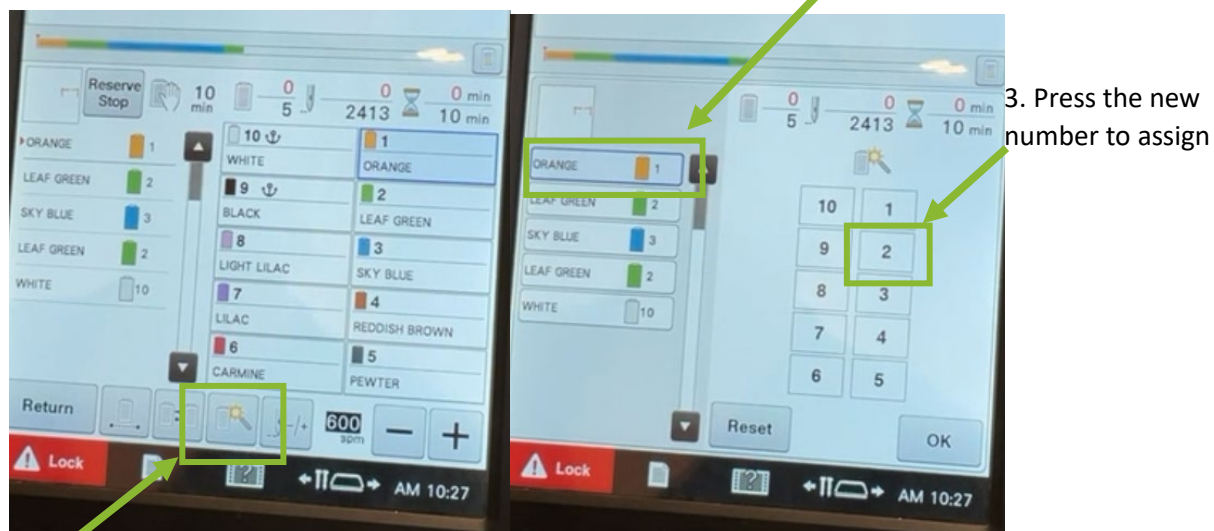 Reserve
Stop
10
min
0
5
0
2413
0 min
10 min
ORANGE 1
LEAF GREEN 2
SKY BLUE 3
LEAF GREEN 2
WHITE 10
10
WHITE
1
ORANGE
9
BLACK
2
LEAF GREEN
8
LIGHT LILAC
3
SKY BLUE
7
LILAC
4
REDDISH BROWN
6
CARMINE
5
PEWTER
Return
-/+
600
spm
−
+
Lock
?
AM 10:27
0
5
0
2413
0 min
10 min
ORANGE 1
LEAF GREEN 2
SKY BLUE 3
LEAF GREEN 2
WHITE 10
10 1
9 2
8 3
7 4
6 5
Reset
OK
Lock
?
AM 10:27
3. Press the new
number to assign